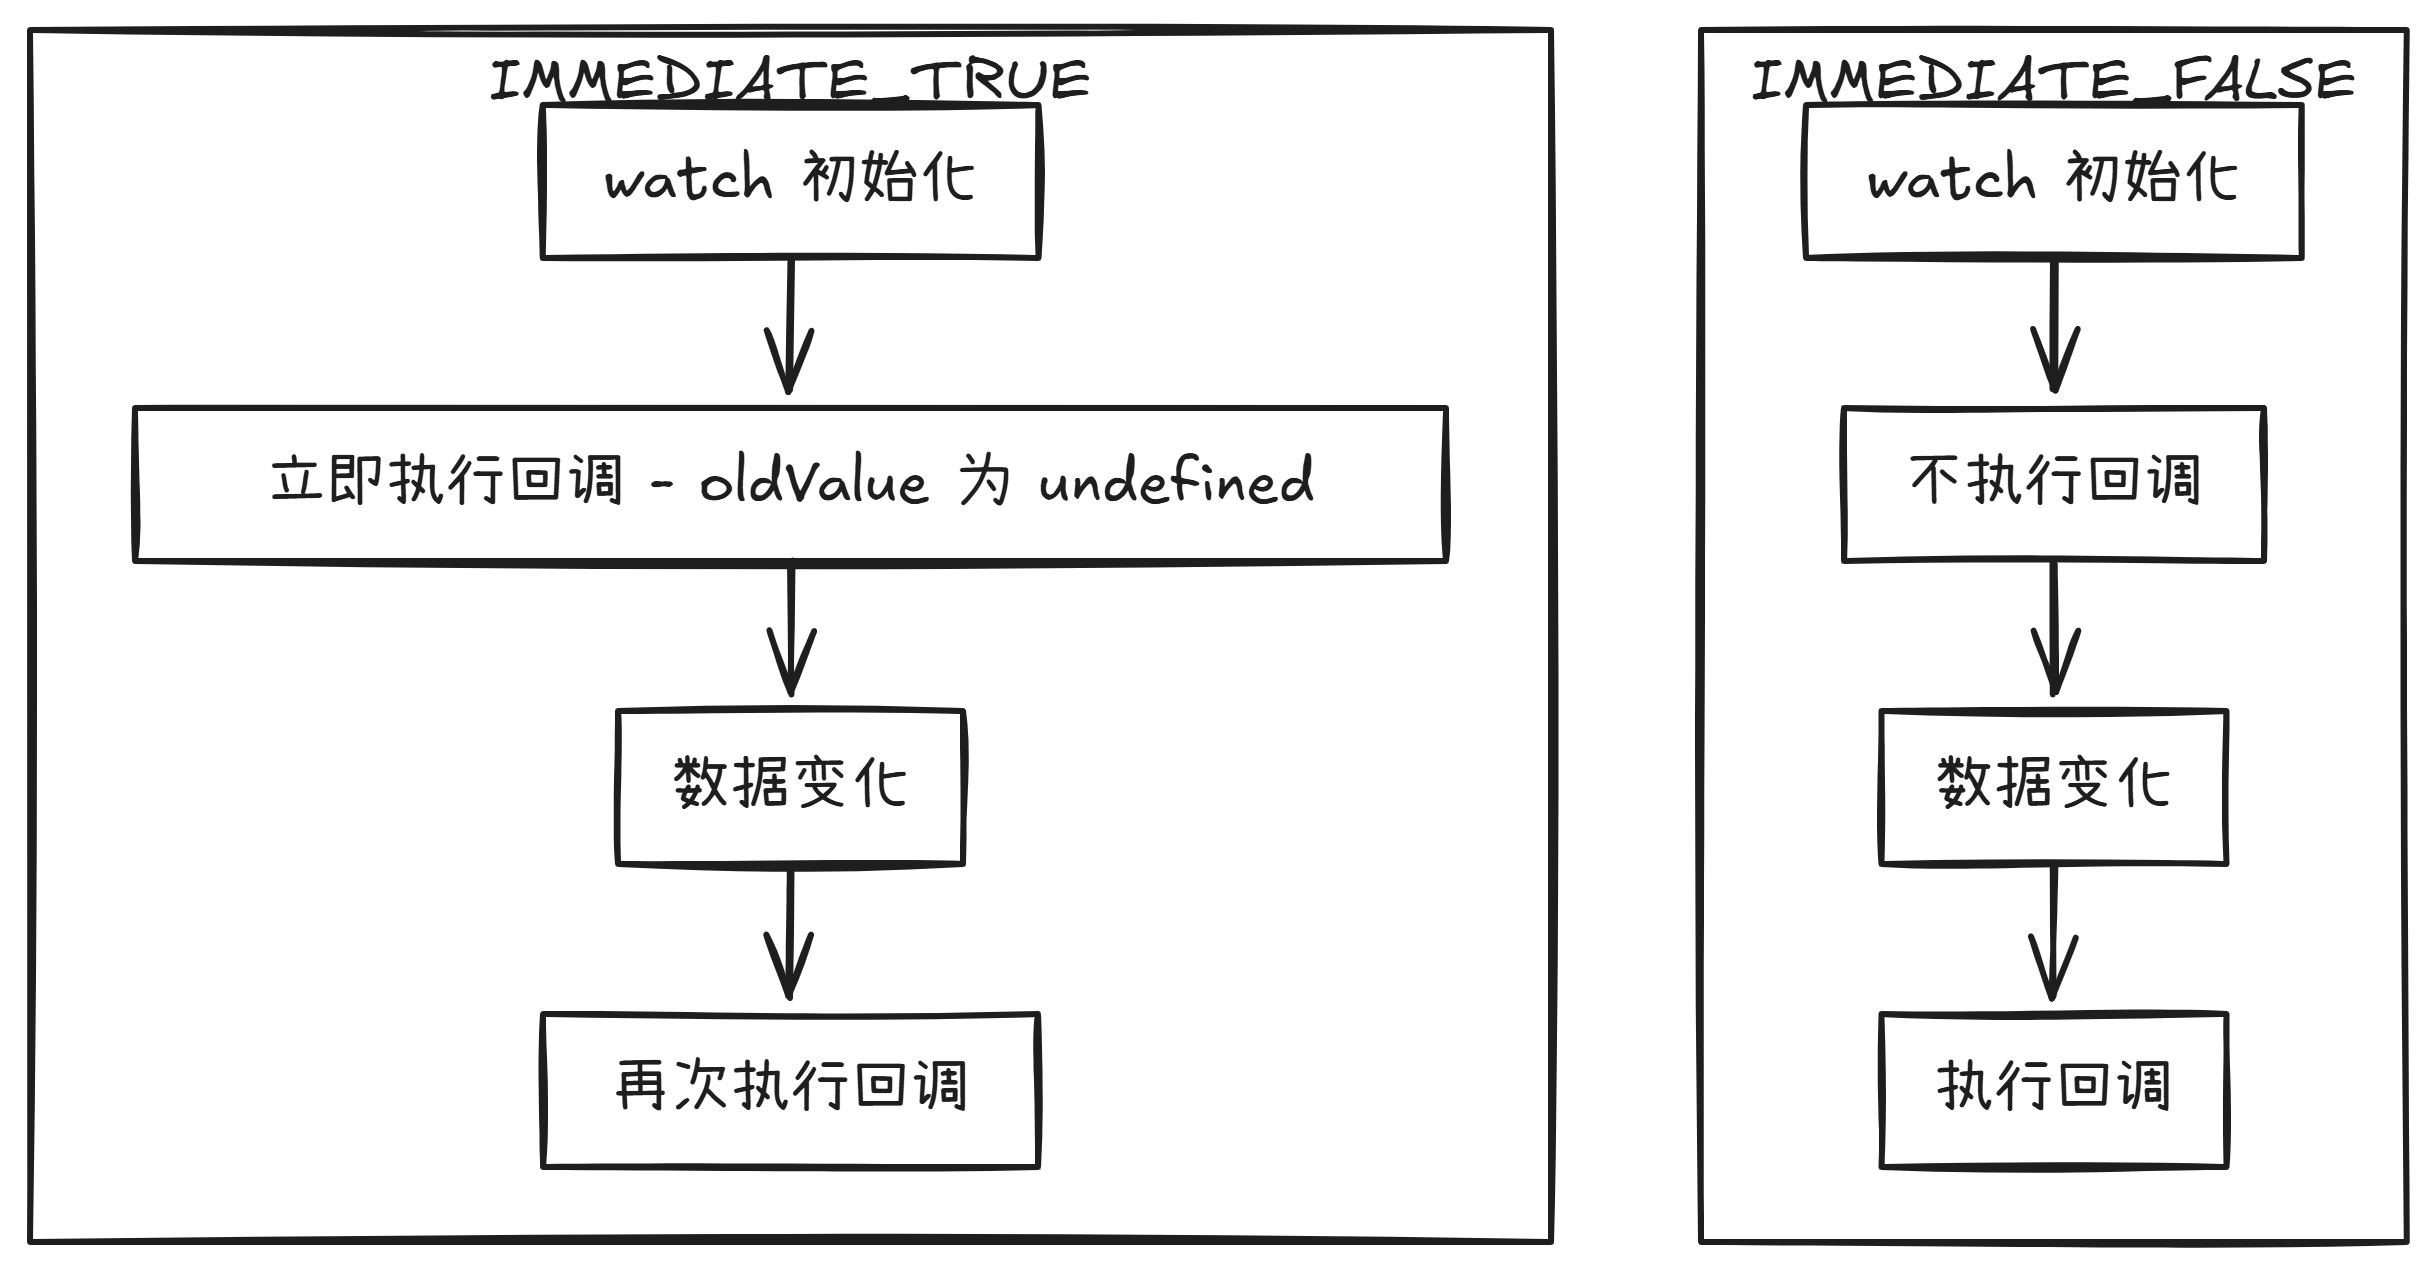 IMMEDIATE_TRUE
watch 初始化
立即执行回调 - oldValue 为 undefined
数据变化
再次执行回调
IMMEDIATE_FALSE
watch 初始化
不执行回调
数据变化
执行回调